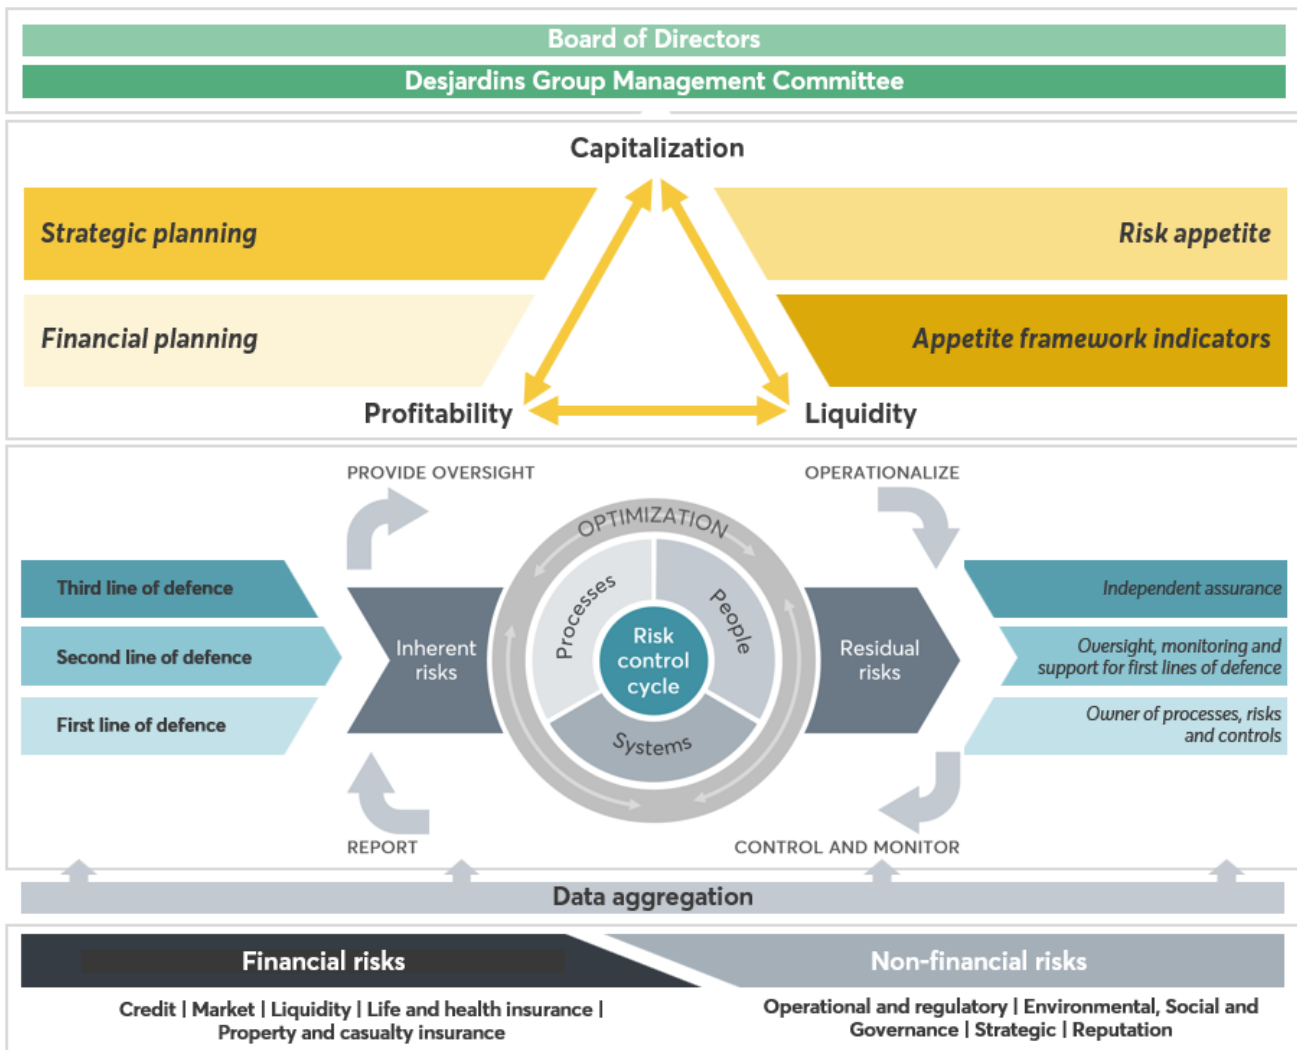 Board of Directors
Desjardins Group Management Committee
Capitalization
Strategic planning
Risk appetite
Financial planning
Appetite framework indicators
Profitability
Liquidity
PROVIDE OVERSIGHT
OPERATIONALIZE
OPTIMIZATION
Third line of defence
Second line of defence
First line of defence
Inherent
risks
Processes
People
Systems
Risk
control
cycle
Residual
risks
Independent assurance
Oversight, monitoring and
support for first lines of defence
Owner of processes, risks
and controls
REPORT
CONTROL AND MONITOR
Data aggregation
Financial risks
Non-financial risks
Credit | Market | Liquidity | Life and health insurance |
Property and casualty insurance
Operational and regulatory | Environmental, Social and
Governance | Strategic | Reputation